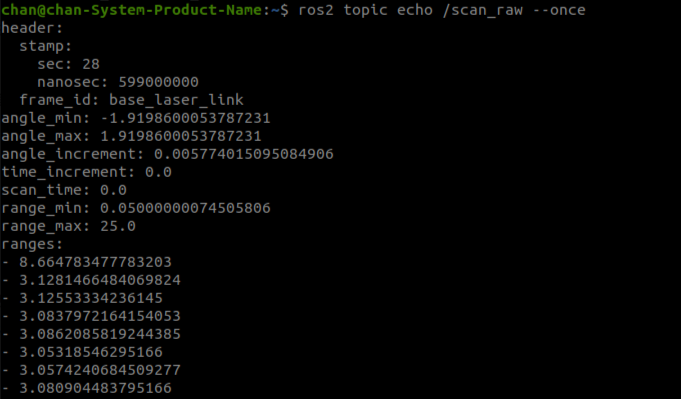 chan@chan-System-Product-Name:~$ ros2 topic echo /scan_raw --once
header:
  stamp:
    sec: 28
    nanosec: 599000000
  frame_id: base_laser_link
angle_min: -1.9198600053787231
angle_max: 1.9198600053787231
angle_increment: 0.005774015095084906
time_increment: 0.0
scan_time: 0.0
range_min: 0.05000000074505806
range_max: 25.0
ranges:
- 8.664783477783203
- 3.1281466484069824
- 3.12553334236145
- 3.0837972164154053
- 3.0862085819244385
- 3.05318546295166
- 3.0574240684509277
- 3.080904483795166